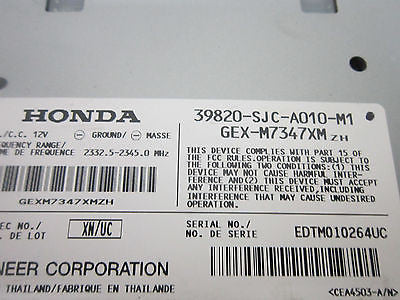 HONDA
39820-SJC-A010-M1
GEX-M7347XM ZH
./C.C. 12V ⊖ GROUND/ ⊖ MASSE
EQUENCY RANGE/
ME DE FREQUENCE 2332.5-2345.0 MHz
THIS DEVICE COMPLIES WITH PART 15 OF
THE FCC RULES.OPERATION IS SUBJECT TO
THE FOLLOWING TWO CONDITIONS:(1) THIS
DEVICE MAY NOT CAUSE HARMFUL
INTERFERENCE,AND(2) THIS DEVICE MUST
ACCEPT ANY INTERFERENCE RECEIVED,
INCLUDING INTERFERENCE THAT MAY
CAUSE UNDESIRED OPERATION.
GEXM7347XMZH
EC NO./
DE LOT
XN/UC
SERIAL NO./
NO. DE SERIE
EDTM010264UC
NEER CORPORATION
THAILAND/FABRIQUE EN THAILANDE
<CEA4503-A/N>